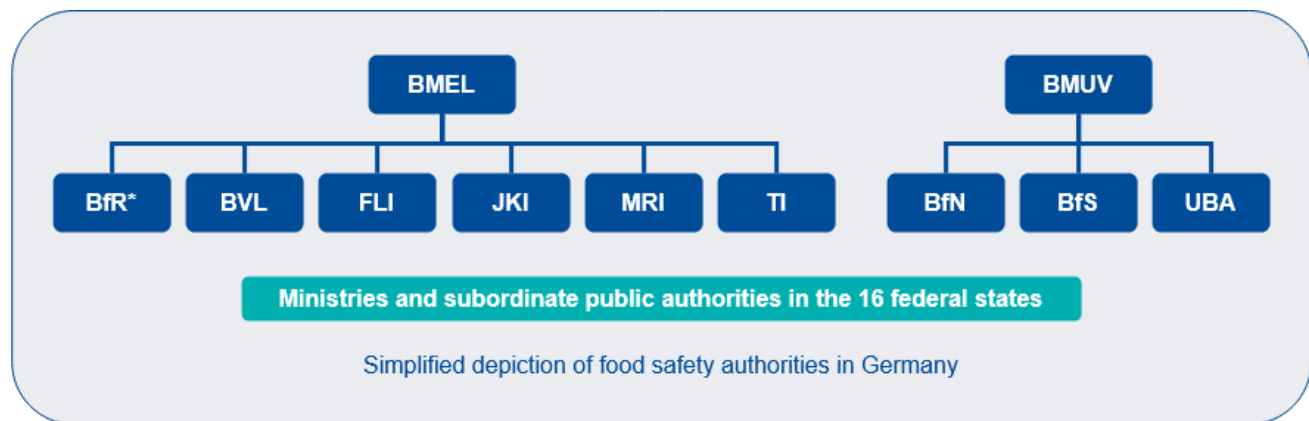 BMEL
BMUV
BfR*
BVL
FLI
JKI
MRI
TI
BfN
BfS
UBA
Ministries and subordinate public authorities in the 16 federal states
Simplified depiction of food safety authorities in Germany